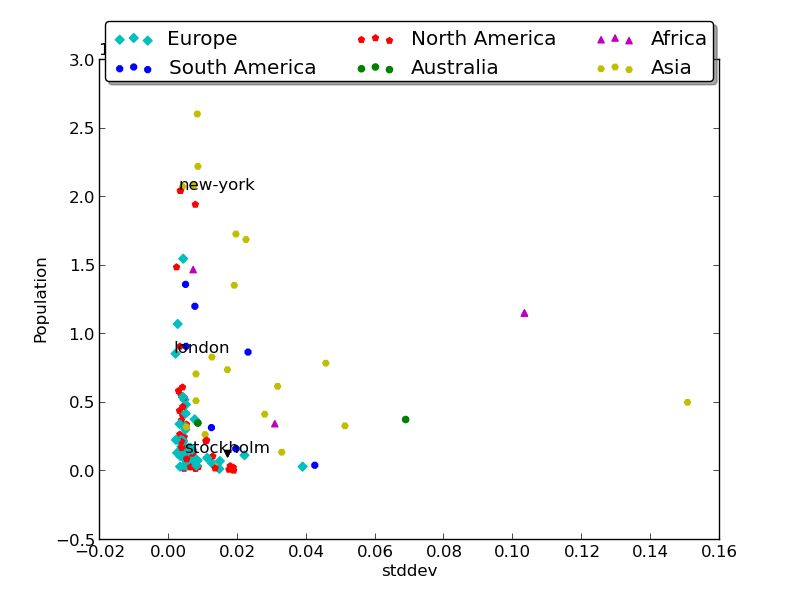 Europe North America Africa
South America Australia Asia
1
3.0
2.5
new-york
2.0
1.5
Population
1.0
london
0.5
stockholm
0.0
−0.5
−0.02 0.00 0.02 0.04 0.06 0.08 0.10 0.12 0.14 0.16
stddev